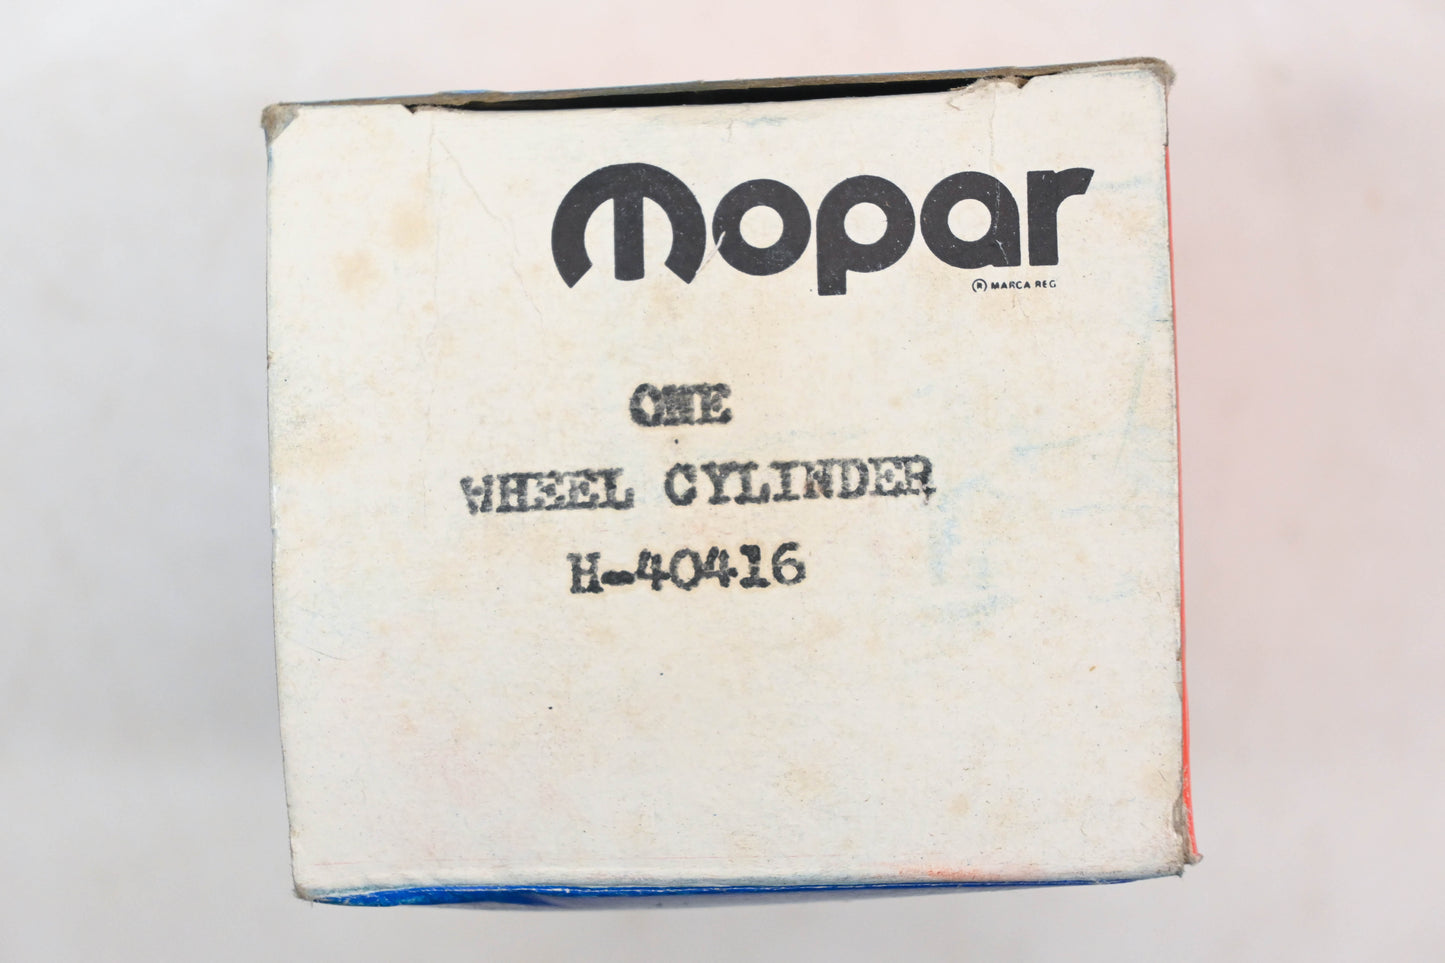 mopar
® MARCA REG
ONE
WHEEL CYLINDER
H-40416